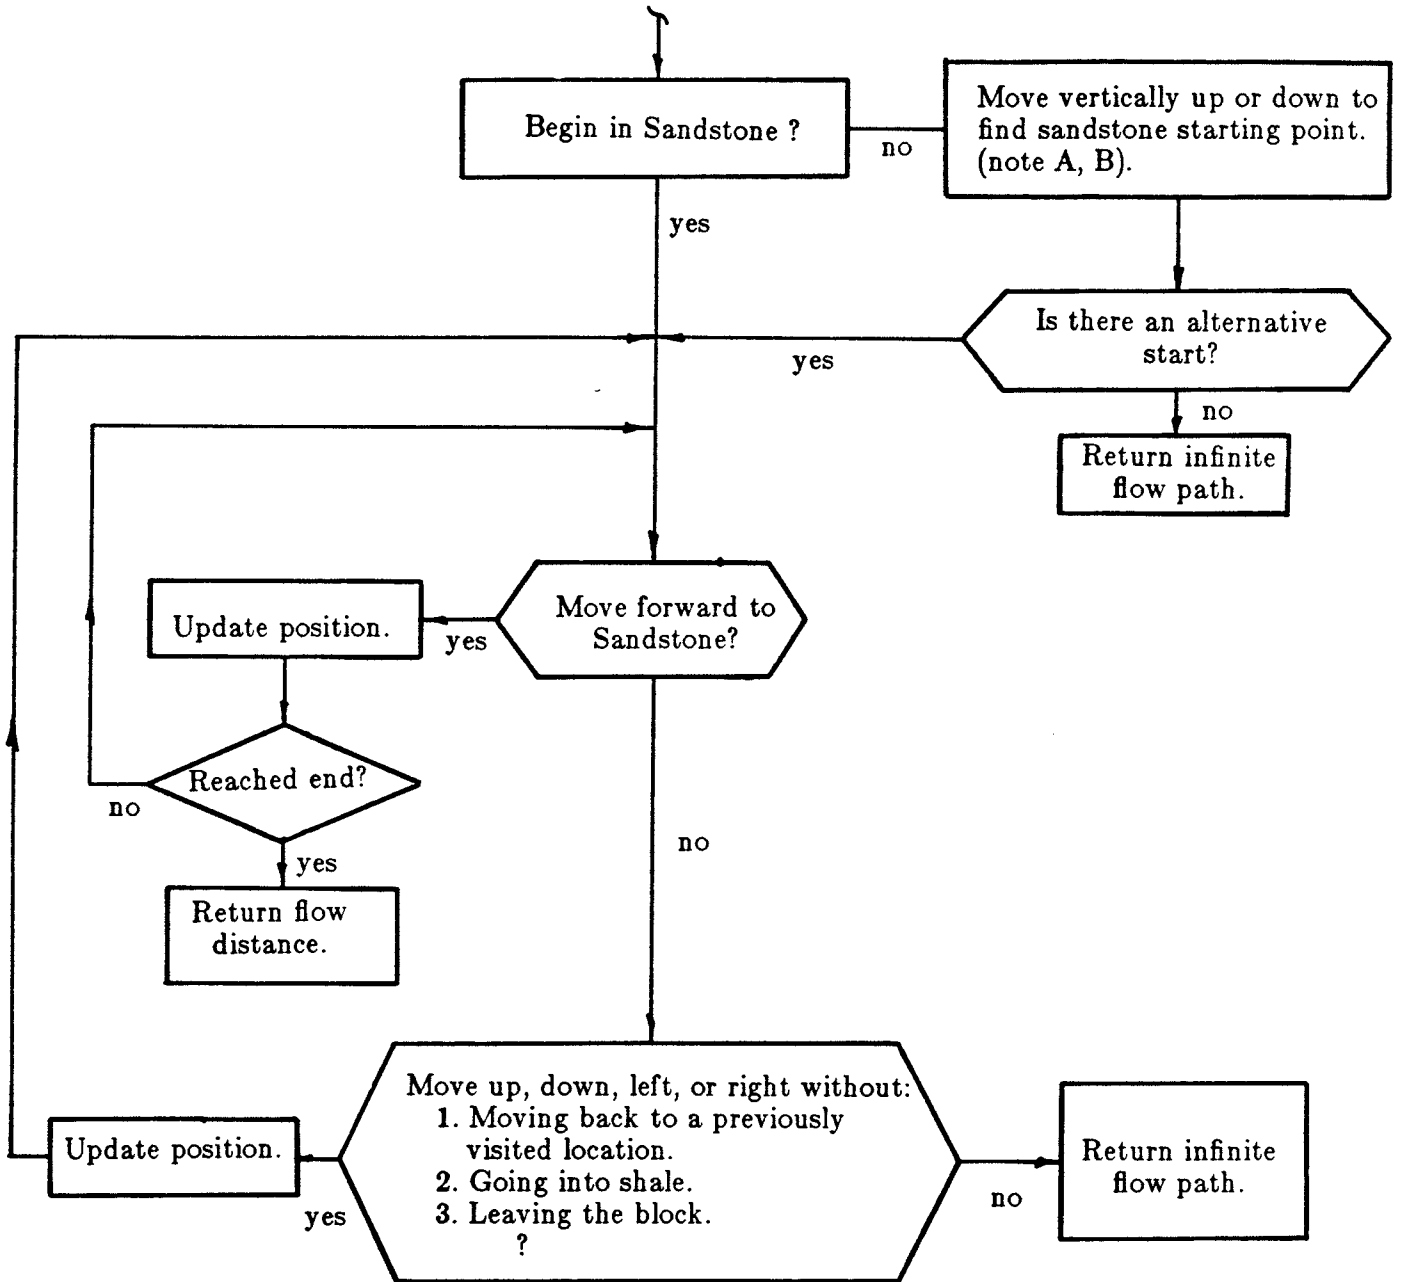 Begin in Sandstone ?
no
Move vertically up or down to
find sandstone starting point.
(note A, B).
yes
Is there an alternative
start?
yes
no
Return infinite
flow path.
Move forward to
Sandstone?
yes
Update position.
Reached end?
no
yes
Return flow
distance.
no
Move up, down, left, or right without:
1. Moving back to a previously
visited location.
2. Going into shale.
3. Leaving the block.
?
yes
Update position.
no
Return infinite
flow path.